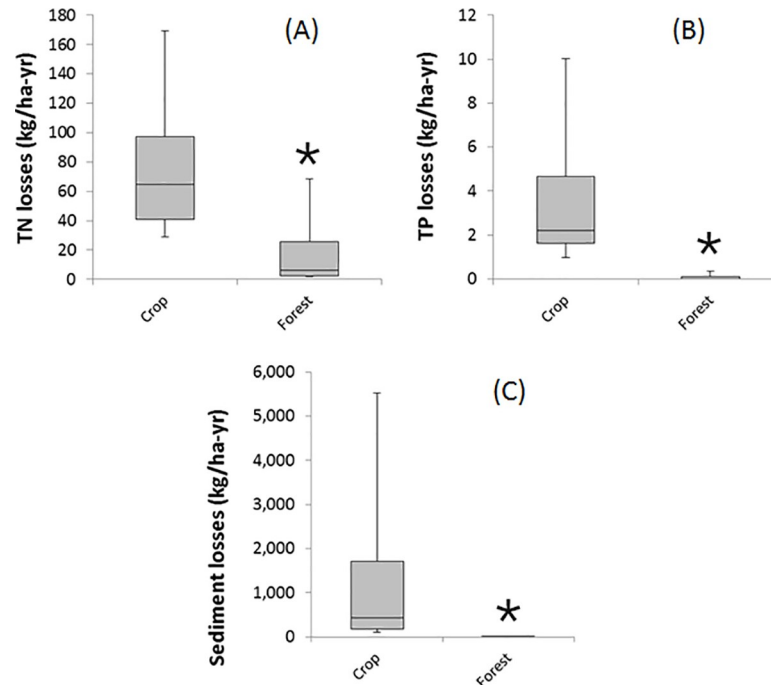 (A)
TN losses (kg/ha-yr)
180
160
140
120
100
80
60
40
20
0
*
Crop
Forest
(B)
TP losses (kg/ha-yr)
12
10
8
6
4
2
0
*
Crop
Forest
(C)
Sediment losses (kg/ha-yr)
6,000
5,000
4,000
3,000
2,000
1,000
0
*
Crop
Forest